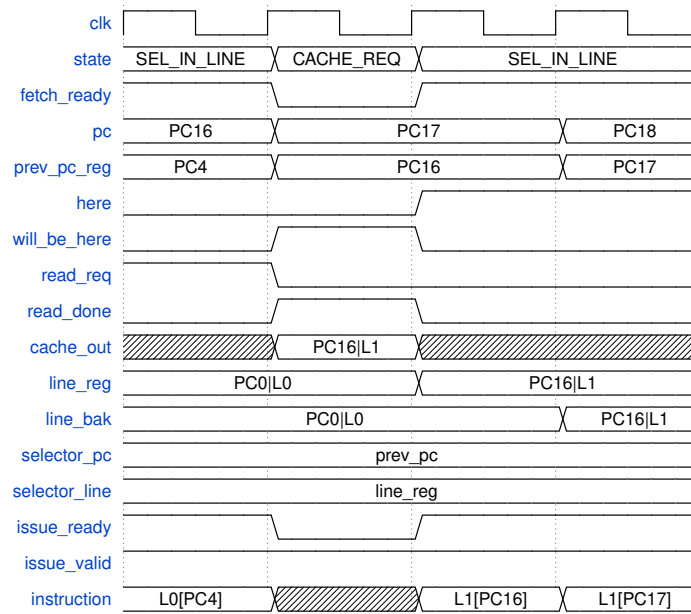 clk
state SEL_IN_LINE CACHE_REQ SEL_IN_LINE
fetch_ready
pc PC16 PC17 PC18
prev_pc_reg PC4 PC16 PC17
here
will_be_here
read_req
read_done
cache_out PC16|L1
line_reg PC0|L0 PC16|L1
line_bak PC0|L0 PC16|L1
selector_pc prev_pc
selector_line line_reg
issue_ready
issue_valid
instruction L0[PC4] L1[PC16] L1[PC17]